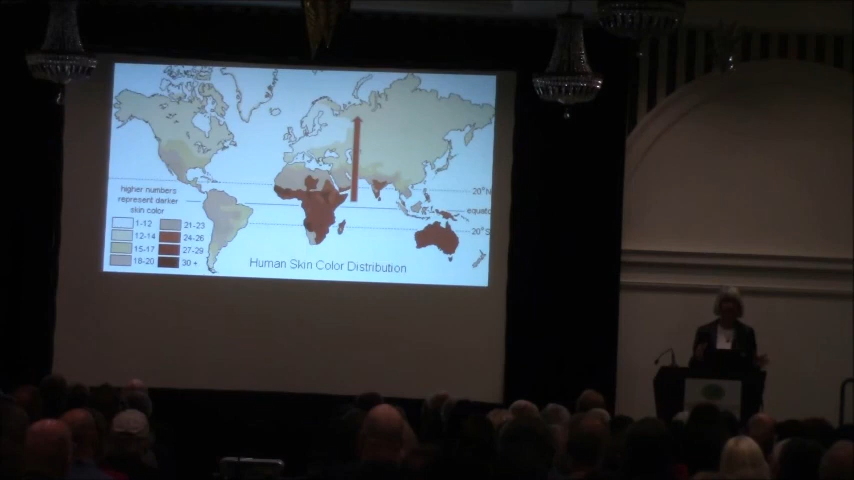 20°N
equato
20°S
higher numbers
represent darker
skin color
1-12 21-23
12-14 24-26
15-17 27-29
18-20 30 +
Human Skin Color Distribution